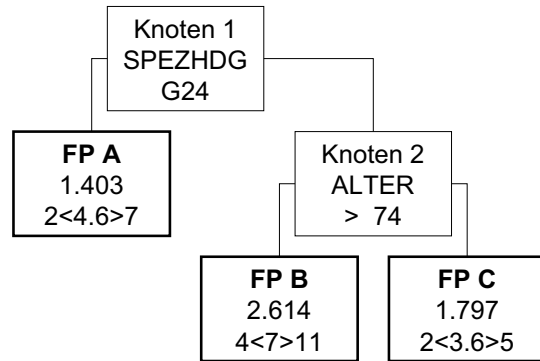 Knoten 1
SPEZHDG
G24
FP A
1.403
2<4.6>7
Knoten 2
ALTER
> 74
FP B
2.614
4<7>11
FP C
1.797
2<3.6>5